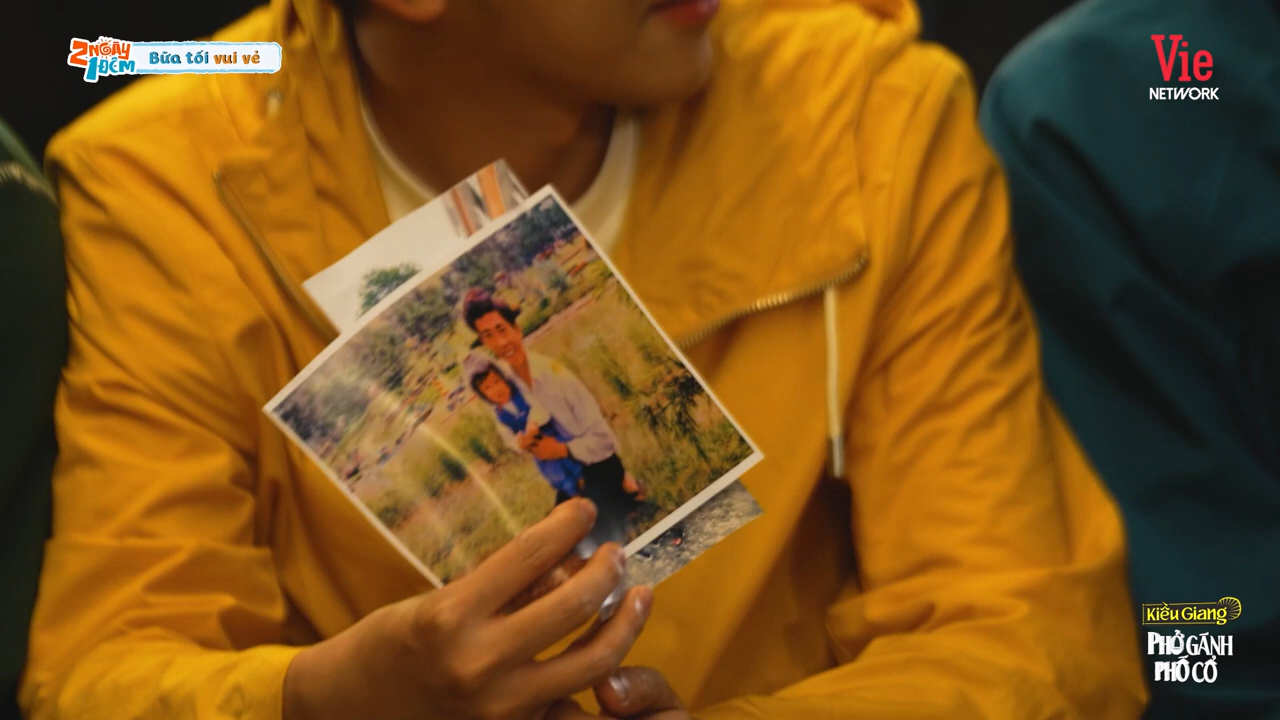 2 NGÀY
1 ĐÊM
Bữa tối vui vẻ
Vie
NETWORK
Kiều Giang
PHỞ GÁNH
PHỐ CỔ